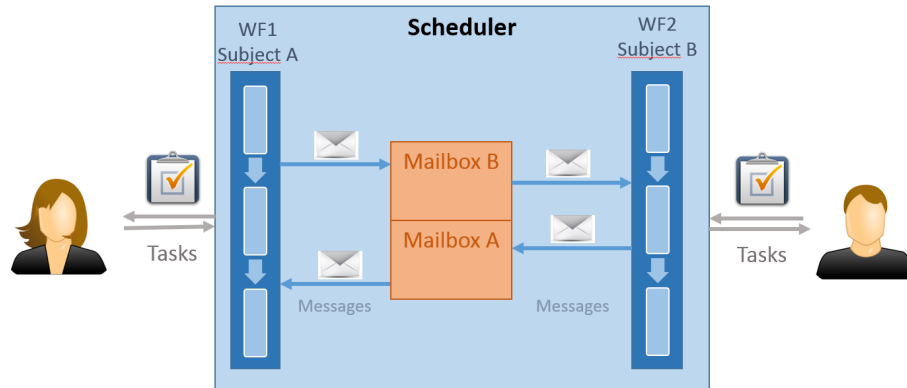 WF1
Subject A
Scheduler
WF2
Subject B
Mailbox B
Mailbox A
Tasks
Tasks
Messages
Messages